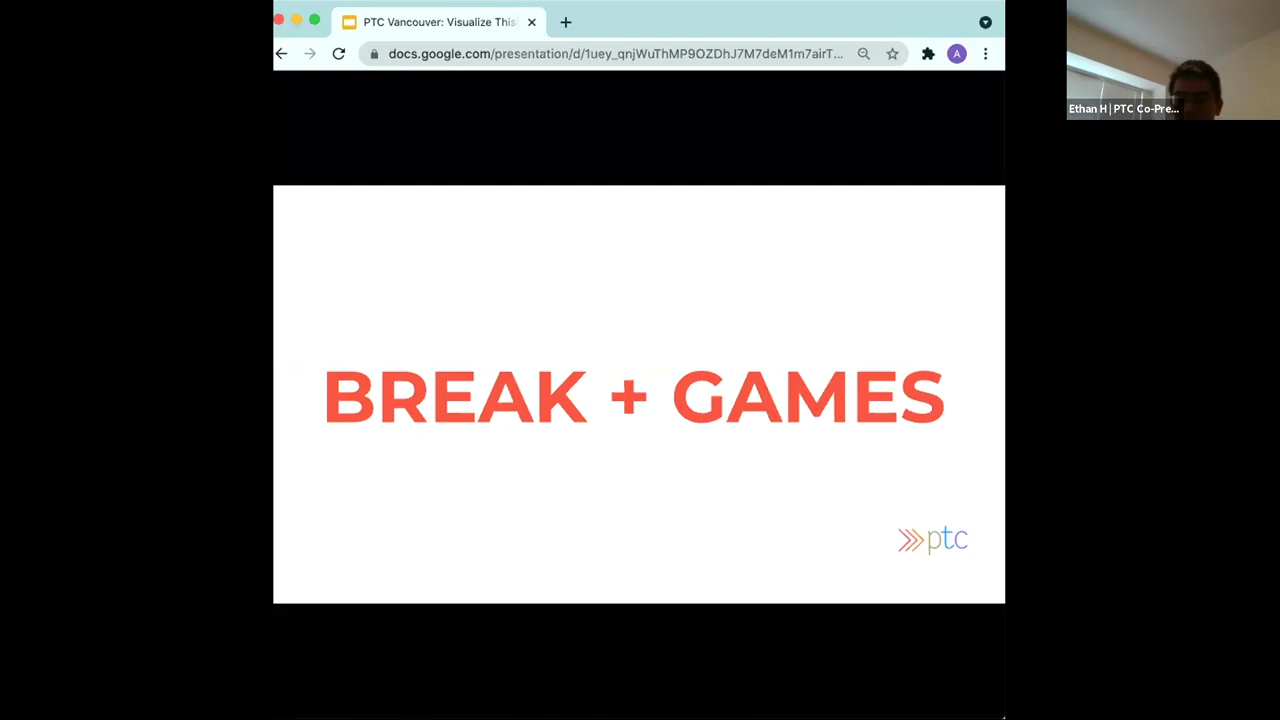 PTC Vancouver: Visualize This
docs.google.com/presentation/d/1uey_qnjWuThMP9OZDhJ7M7deM1m7airT...
A
Ethan H | PTC Co-Pre...
BREAK + GAMES
ptc